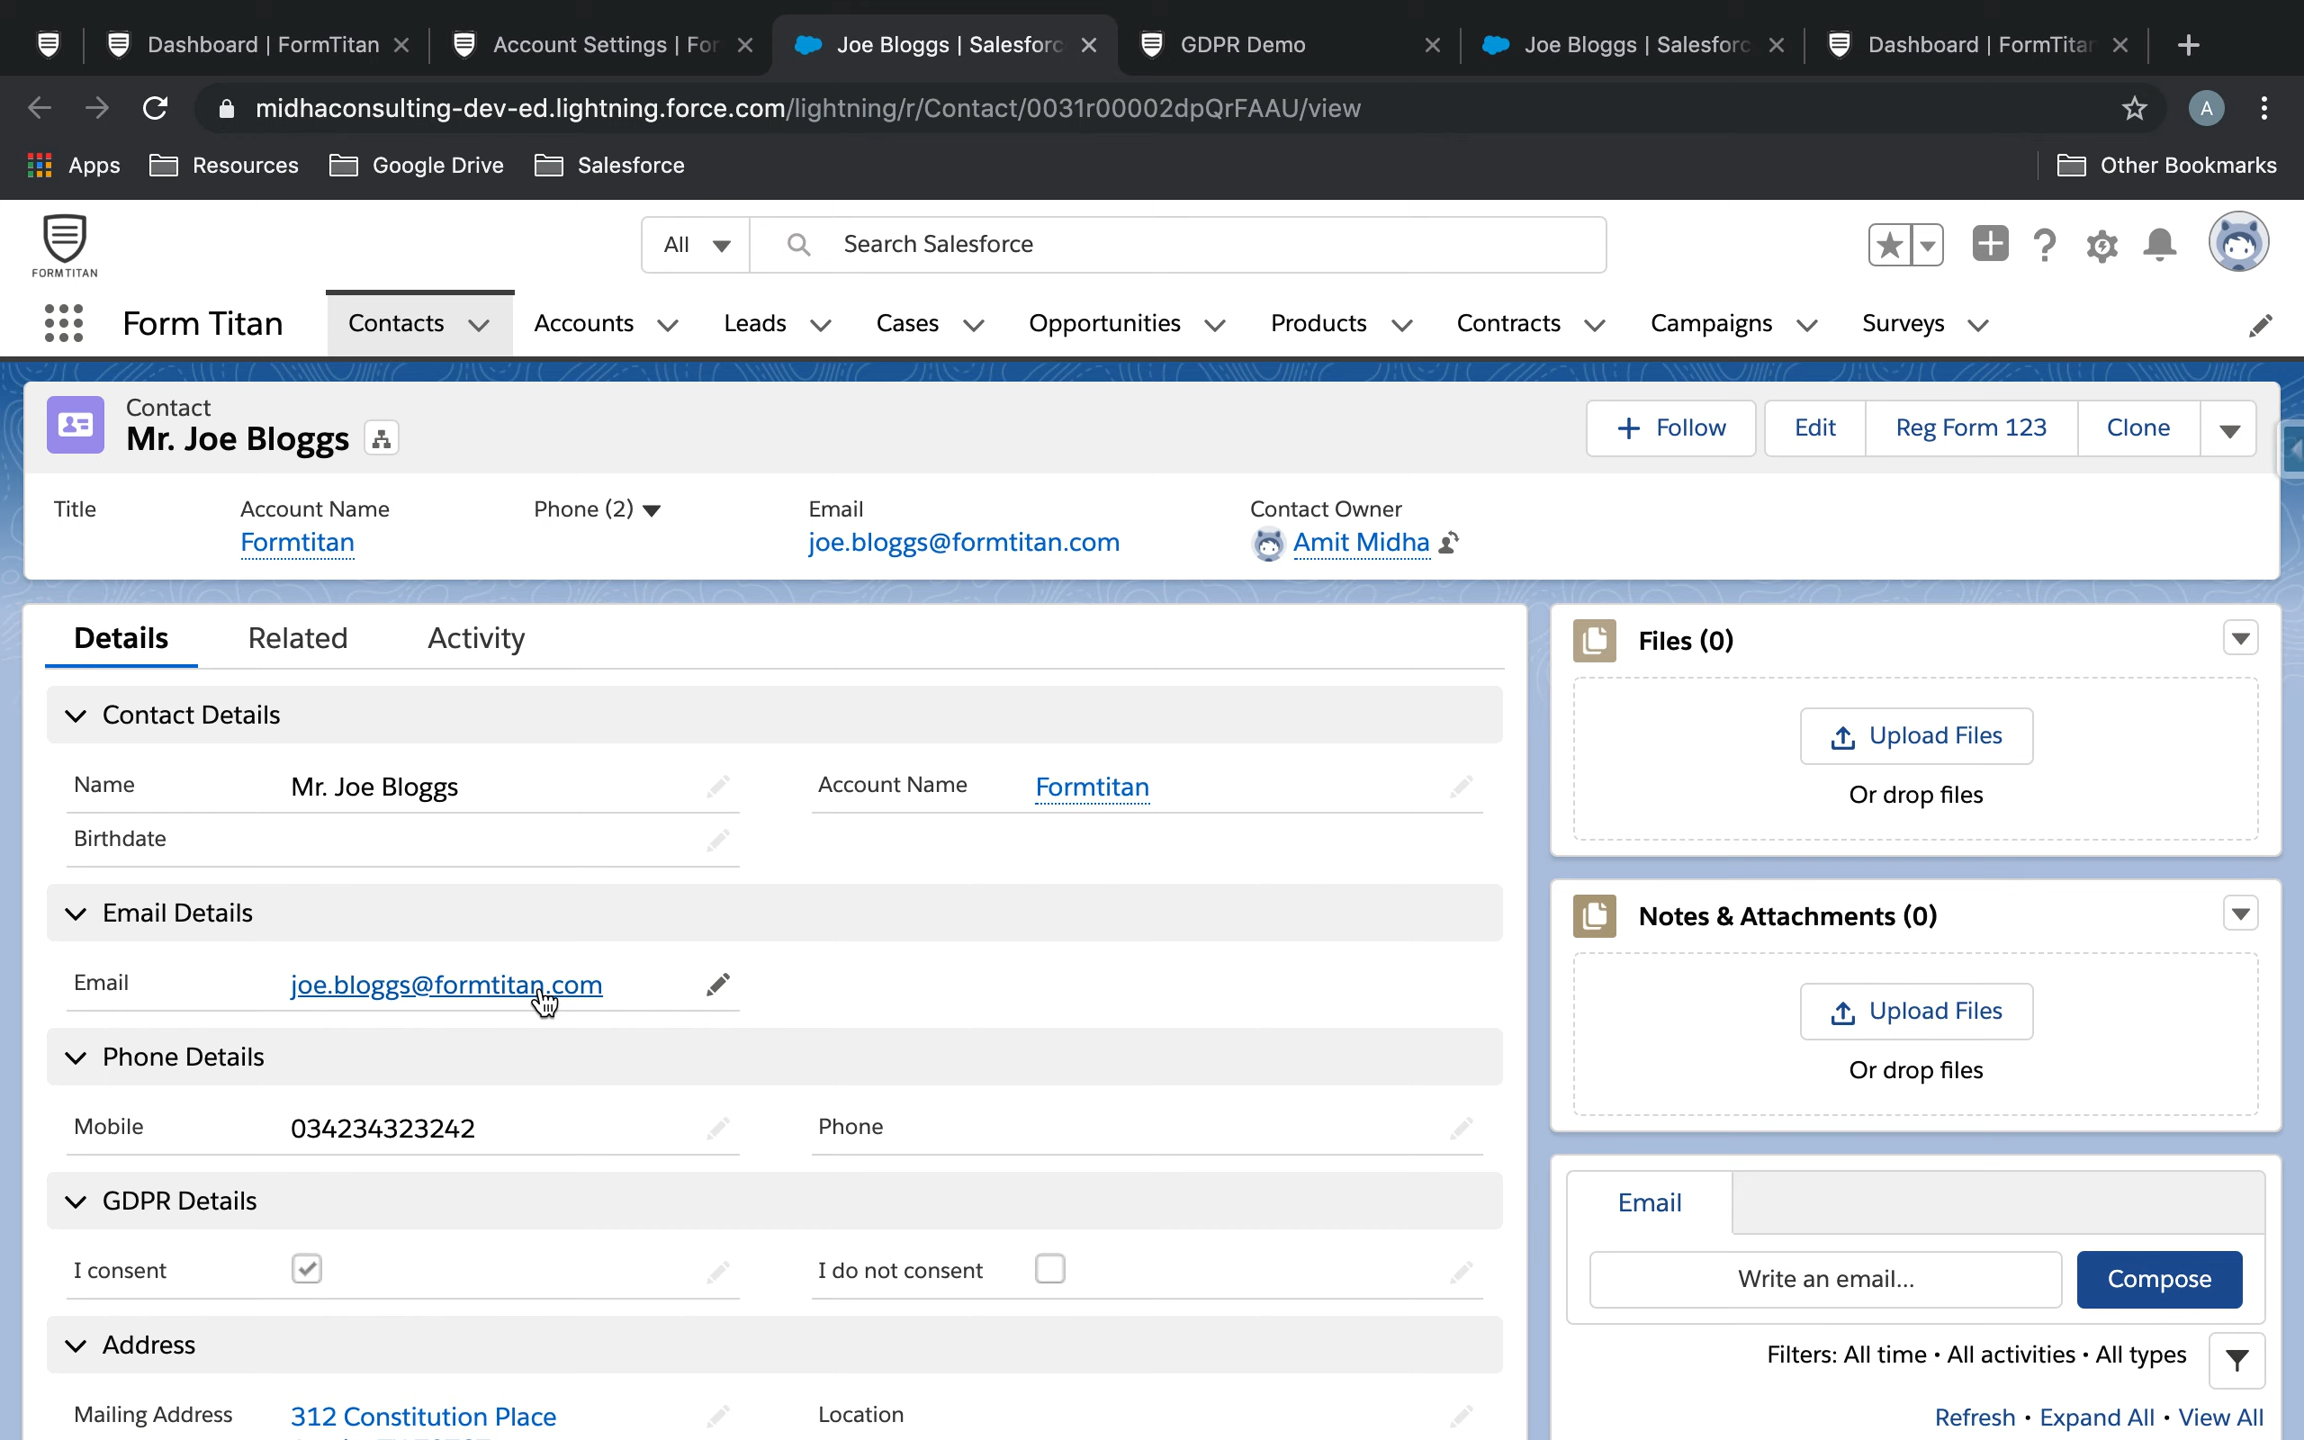 Dashboard | FormTitan
Account Settings | For
Joe Bloggs | Salesforc
GDPR Demo
Joe Bloggs | Salesforc
Dashboard | FormTitan
midhaconsulting-dev-ed.lightning.force.com/lightning/r/Contact/0031r00002dpQrFAAU/view
A
Apps
Resources
Google Drive
Salesforce
Other Bookmarks
FORMTITAN
All
Search Salesforce
Form Titan
Contacts
Accounts
Leads
Cases
Opportunities
Products
Contracts
Campaigns
Surveys
Contact
Mr. Joe Bloggs
+ Follow
Edit
Reg Form 123
Clone
Title
Account Name
Formtitan
Phone (2)
Email
joe.bloggs@formtitan.com
Contact Owner
Amit Midha
Details
Related
Activity
Contact Details
Name Mr. Joe Bloggs
Account Name Formtitan
Birthdate
Email Details
Email joe.bloggs@formtitan.com
Phone Details
Mobile 034234323242
Phone
GDPR Details
I consent
I do not consent
Address
Mailing Address 312 Constitution Place
Location
Files (0)
Upload Files
Or drop files
Notes & Attachments (0)
Upload Files
Or drop files
Email
Write an email...
Compose
Filters: All time • All activities • All types
Refresh • Expand All • View All